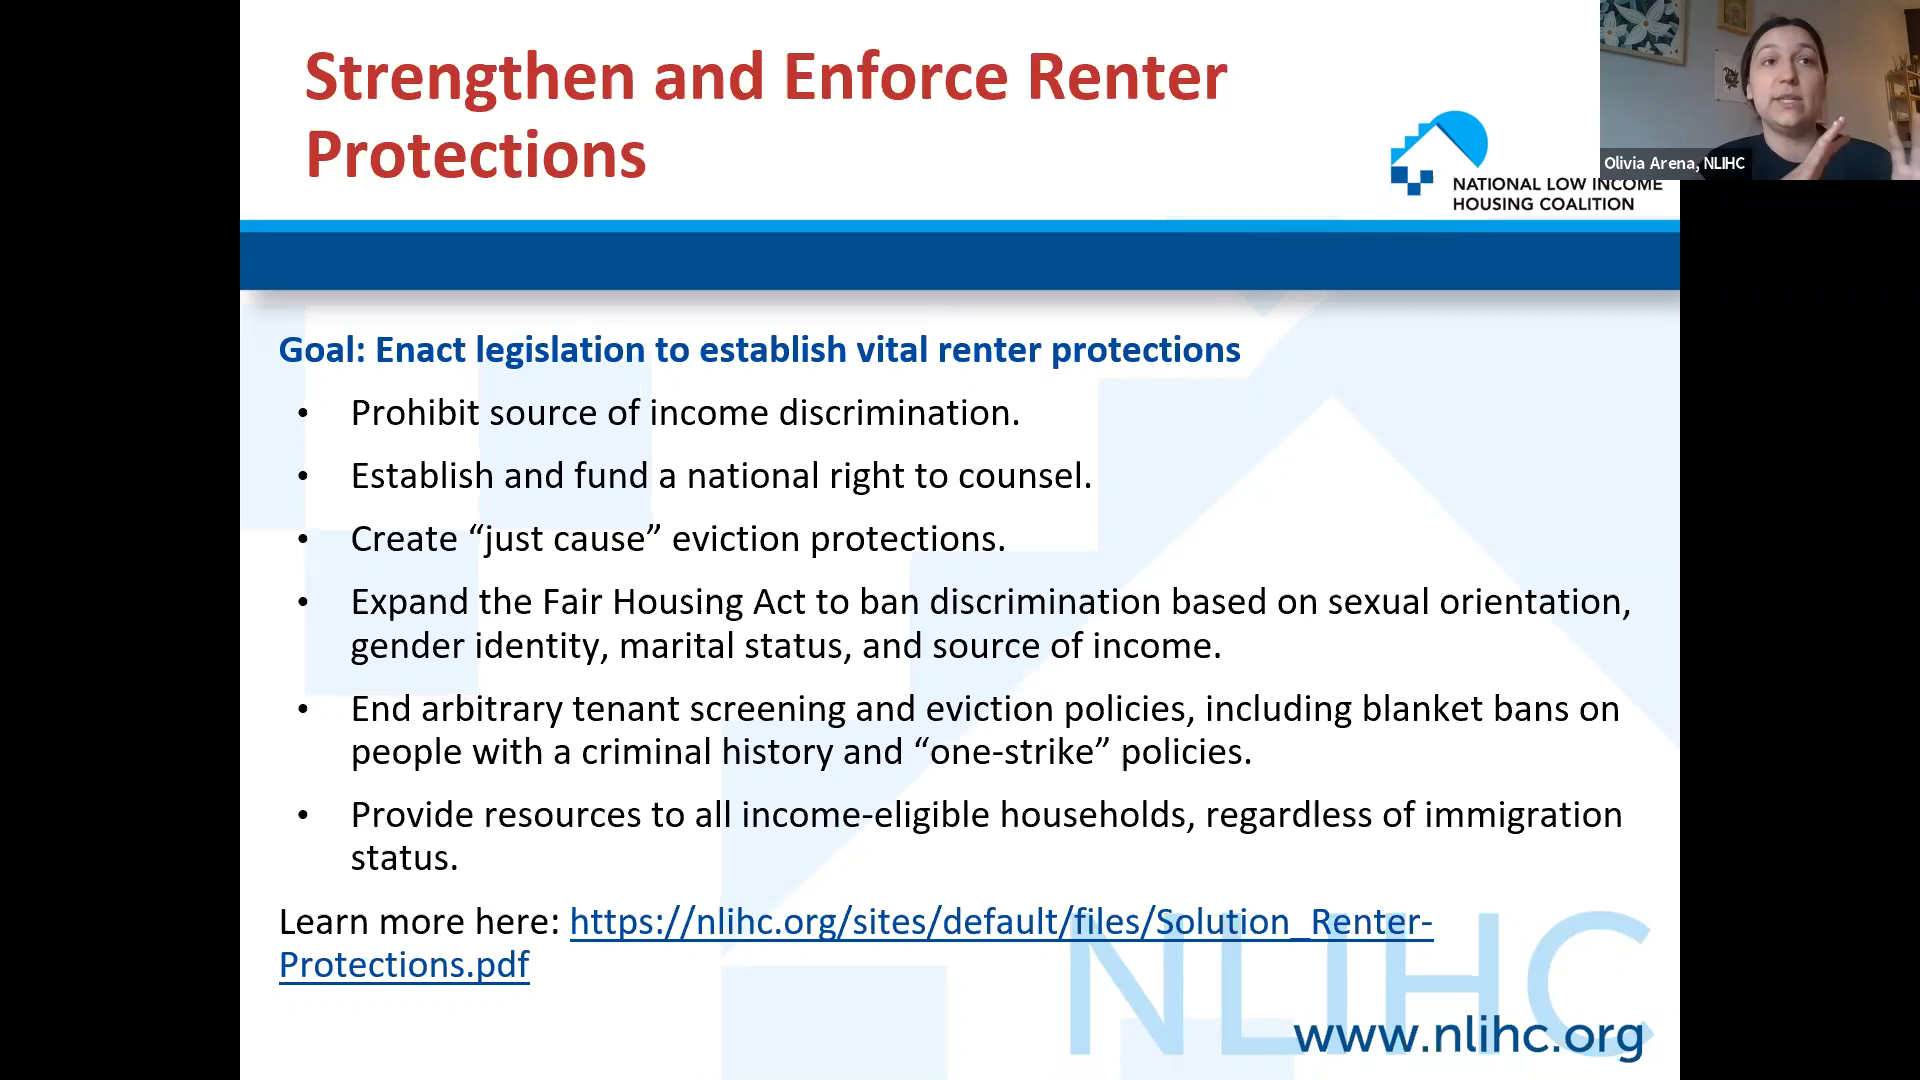 Strengthen and Enforce Renter
Protections
Olivia Arena, NLIHC
NATIONAL LOW INCOME
HOUSING COALITION
Goal: Enact legislation to establish vital renter protections
• Prohibit source of income discrimination.
• Establish and fund a national right to counsel.
• Create “just cause” eviction protections.
• Expand the Fair Housing Act to ban discrimination based on sexual orientation,
gender identity, marital status, and source of income.
• End arbitrary tenant screening and eviction policies, including blanket bans on
people with a criminal history and “one-strike” policies.
• Provide resources to all income-eligible households, regardless of immigration
status.
Learn more here: https://nlihc.org/sites/default/files/Solution_Renter-
Protections.pdf
NLIHC
www.nlihc.org